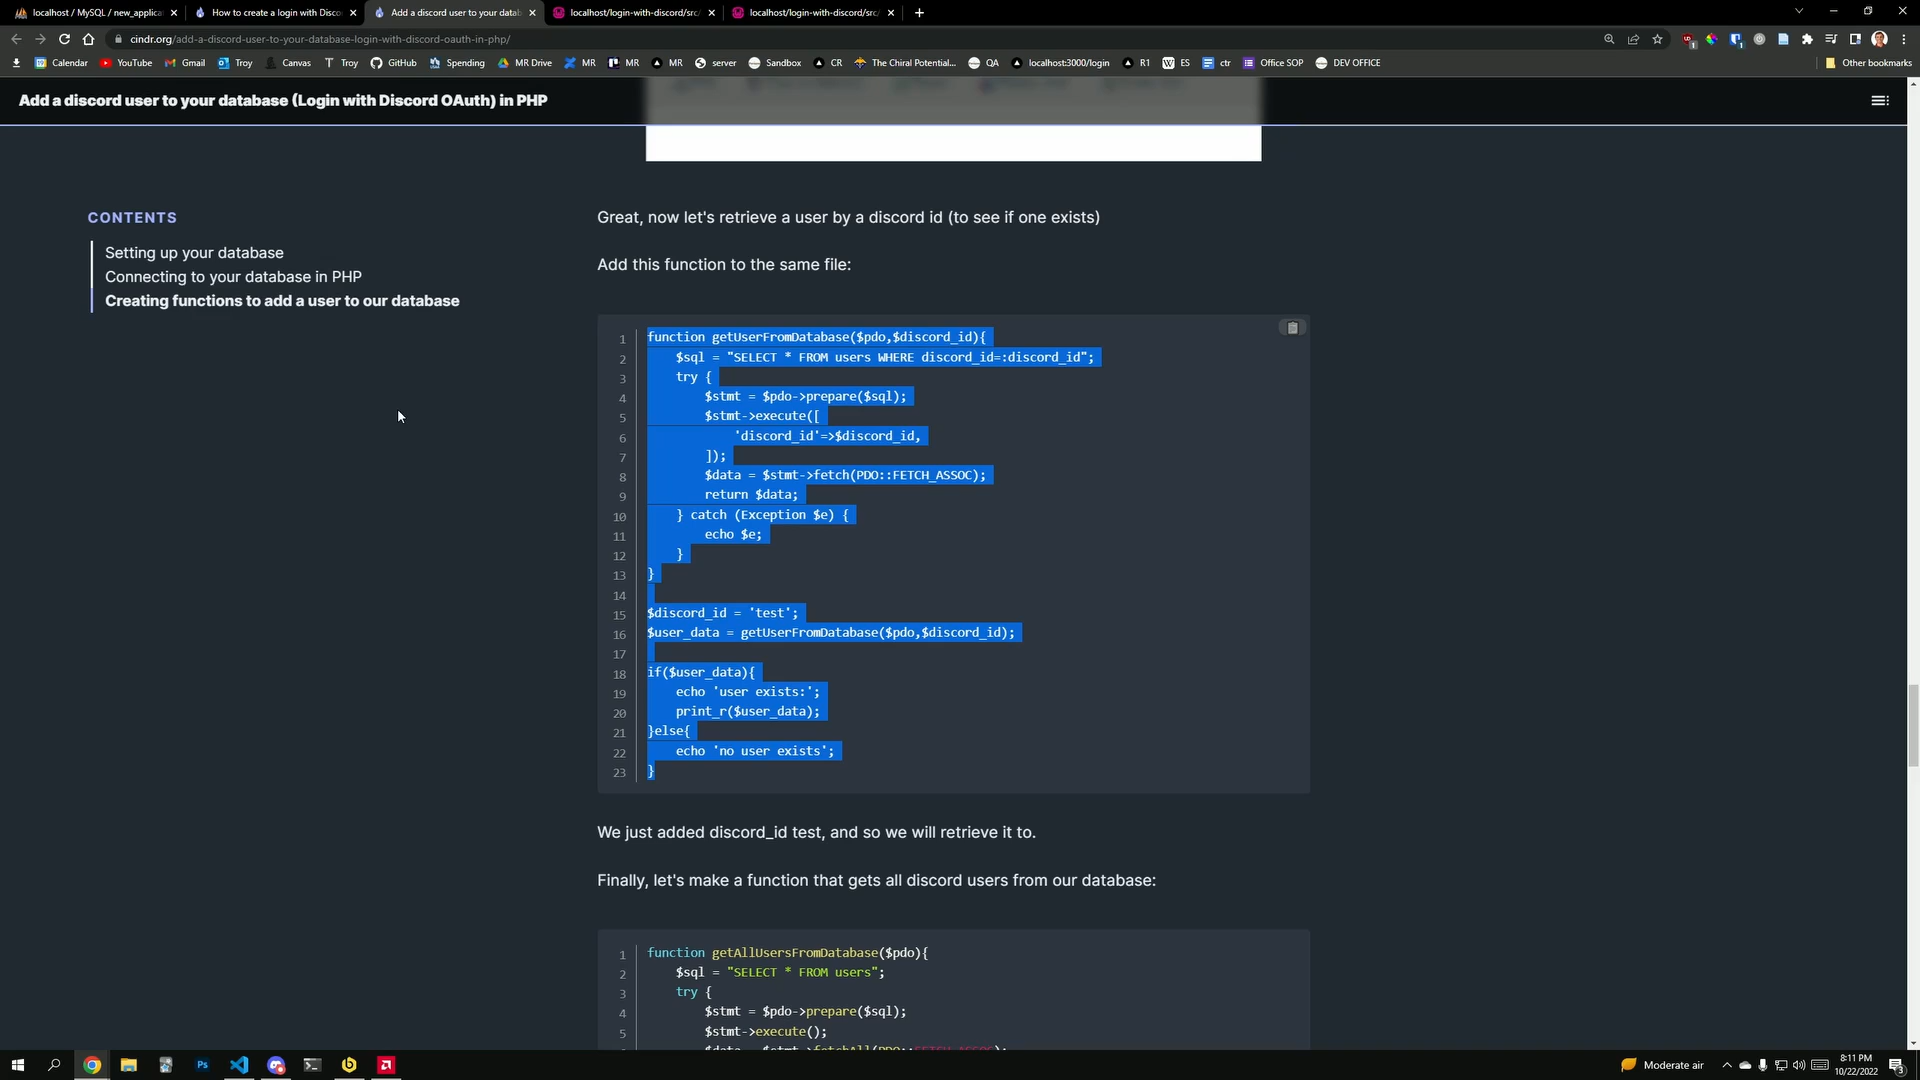 localhost / MySQL / new_applica
How to create a login with Disco
Add a discord user to your datab
localhost/login-with-discord/src/
localhost/login-with-discord/src/
cindr.org/add-a-discord-user-to-your-database-login-with-discord-oauth-in-php/
Calendar
YouTube
Gmail
Troy
Canvas
Troy
GitHub
Spending
MR Drive
MR
MR
MR
server
Sandbox
CR
The Chiral Potential...
QA
localhost:3000/login
R1
ES
ctr
Office SOP
DEV OFFICE
Other bookmarks
Add a discord user to your database (Login with Discord OAuth) in PHP
CONTENTS
Setting up your database
Connecting to your database in PHP
Creating functions to add a user to our database
Great, now let's retrieve a user by a discord id (to see if one exists)
Add this function to the same file:
1 function getUserFromDatabase($pdo,$discord_id){
2 $sql = "SELECT * FROM users WHERE discord_id=:discord_id";
3 try {
4 $stmt = $pdo->prepare($sql);
5 $stmt->execute([
6 'discord_id'=>$discord_id,
7 ]);
8 $data = $stmt->fetch(PDO::FETCH_ASSOC);
9 return $data;
10 } catch (Exception $e) {
11 echo $e;
12 }
13 }
14
15 $discord_id = 'test';
16 $user_data = getUserFromDatabase($pdo,$discord_id);
17
18 if($user_data){
19 echo 'user exists:';
20 print_r($user_data);
21 }else{
22 echo 'no user exists';
23 }
We just added discord_id test, and so we will retrieve it to.
Finally, let's make a function that gets all discord users from our database:
1 function getAllUsersFromDatabase($pdo){
2 $sql = "SELECT * FROM users";
3 try {
4 $stmt = $pdo->prepare($sql);
5 $stmt->execute();
$data = $stmt->fetchAll(PDO::FETCH_ASSOC);
Moderate air
8:11 PM
10/22/2022